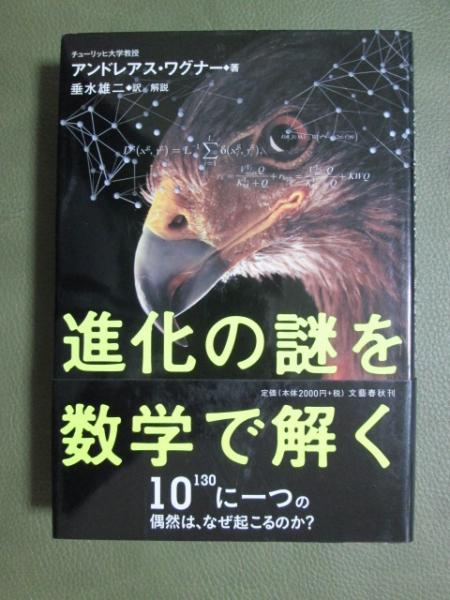 チューリッヒ大学教授
アンドレアス・ワグナー◆著
垂水雄二◆訳 解説
進化の謎を
定価(本体2000円+税) 文藝春秋刊
数学で解く
10¹³⁰に一つの
偶然は、なぜ起こるのか?